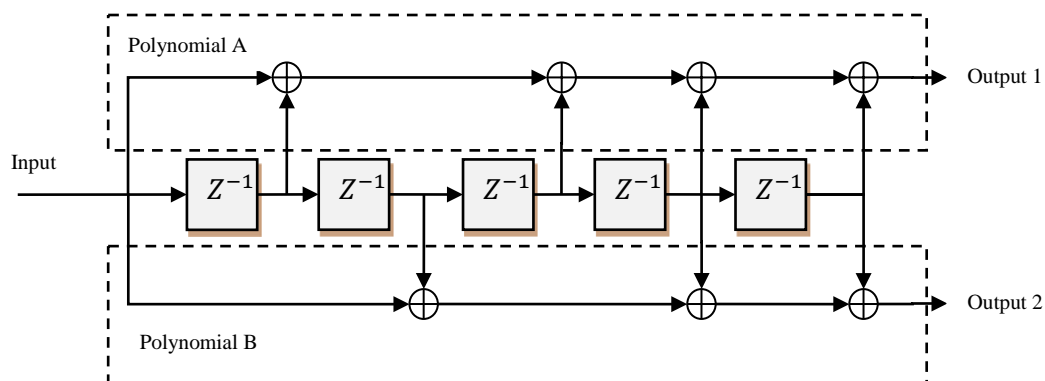 Polynomial A
Output 1
Input
Z⁻¹ Z⁻¹ Z⁻¹ Z⁻¹ Z⁻¹
Output 2
Polynomial B